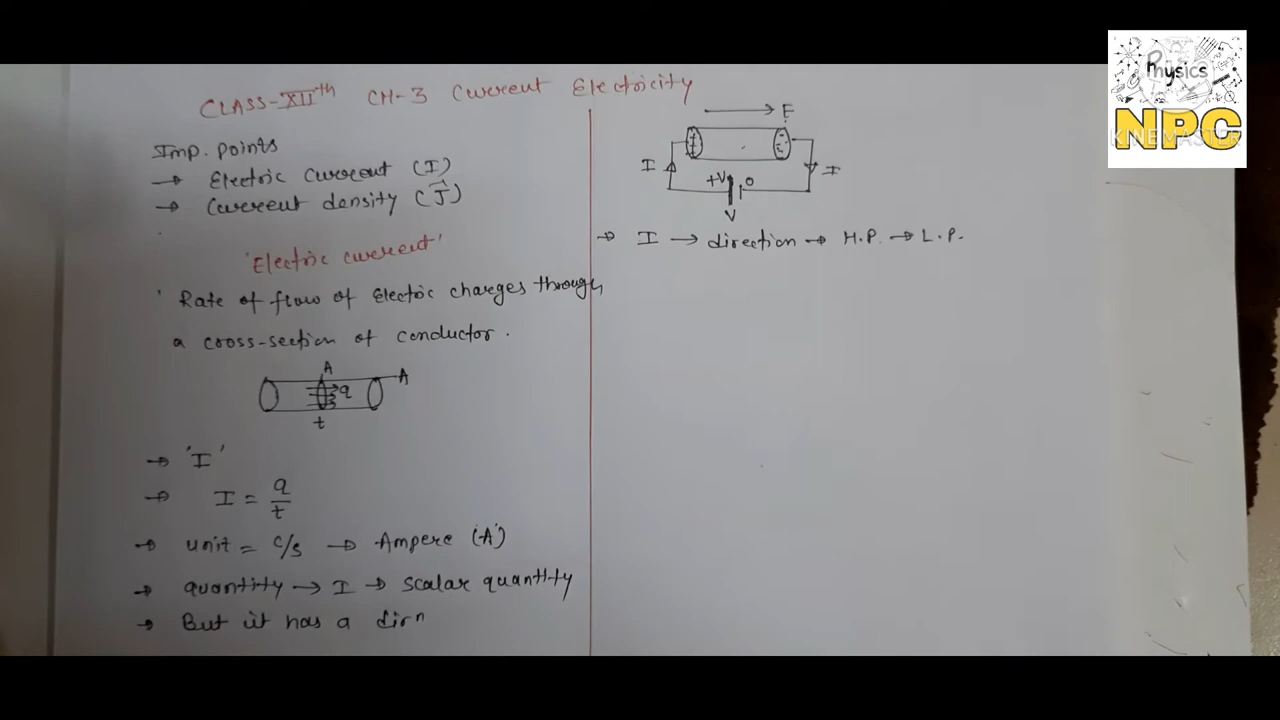 CLASS-XIIth CH-3 Current Electricity
Imp. points
→ Electric Current (I)
→ Current density (J⃗)
'Electric current'
' Rate of flow of Electric charges through
a cross-section of conductor.
A
A
q
t
→ 'I'
→ I = q/t
→ unit = C/s → Ampere (A)
→ quantity → I → scalar quantity
→ But it has a dirn
→ E
I
+V 0
I
V
⇒ I → direction → H.P. → L.P.
Physics
NPC
KINEMASTER